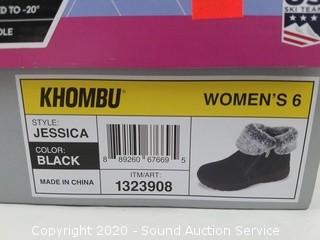 ED TO -20°
OLE
US
SKI TEAM
KHOMBU®
WOMEN'S 6
STYLE:
JESSICA
COLOR:
BLACK
MADE IN CHINA
8 89260 67669 5
ITM/ART:
1323908
Copyright 2020 - Sound Auction Service